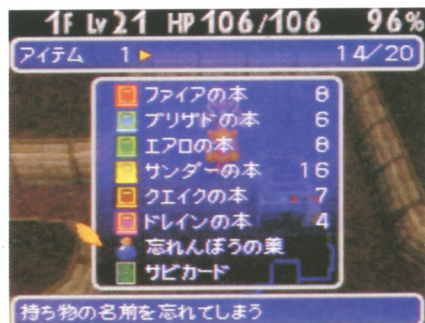 1F Lv21 HP106/106 96%
アイテム 1 14/20
ファイアの本 8
ブリザドの本 6
エアロの本 8
サンダーの本 16
クエイクの本 7
ドレインの本 4
忘れんぼうの薬
サビカード
持ち物の名前を忘れてしまう